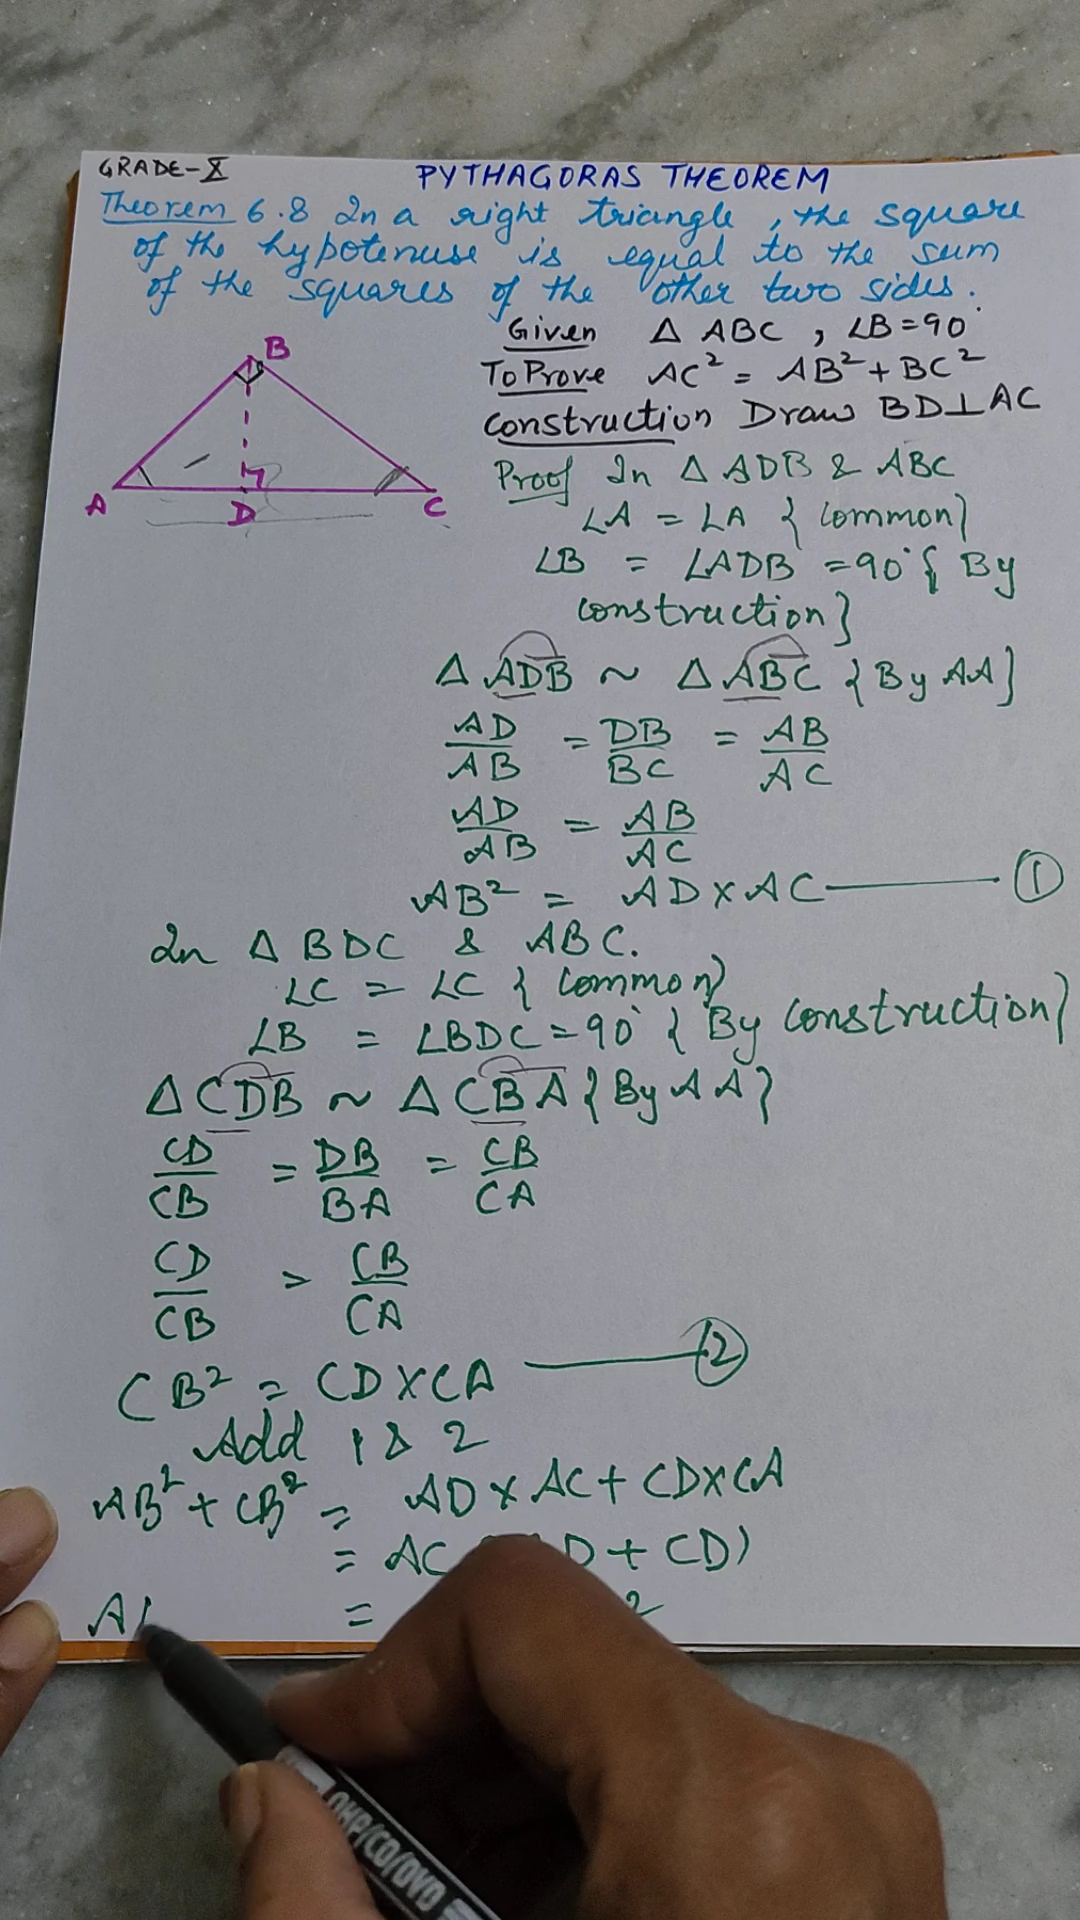 GRADE-X
PYTHAGORAS THEOREM
Theorem 6.8 In a right triangle, the square
of the hypotenuse is equal to the sum
of the squares of the other two sides.
Given △ ABC, ∠B=90°
To Prove AC² = AB²+BC²
Construction Draw BD⊥AC
B
A
D
C
Proof In △ ADB & ABC
∠A = ∠A { common}
∠B = ∠ADB = 90° { By
construction}
△ ADB ~ △ ABC { By AA}
AD/AB = DB/BC = AB/AC
AD/AB = AB/AC
AB² = AD×AC 1
In △ BDC & ABC.
∠C = ∠C { common}
∠B = ∠BDC = 90° { By construction}
△ CDB ~ △ CBA { By AA}
CD/CB = DB/BA = CB/CA
CD/CB = CB/CA
CB² = CD×CA 2
Add 1 & 2
AB² + CB² = AD × AC + CD×CA
= AC D + CD)
A = 2
OHP/CD/DVD